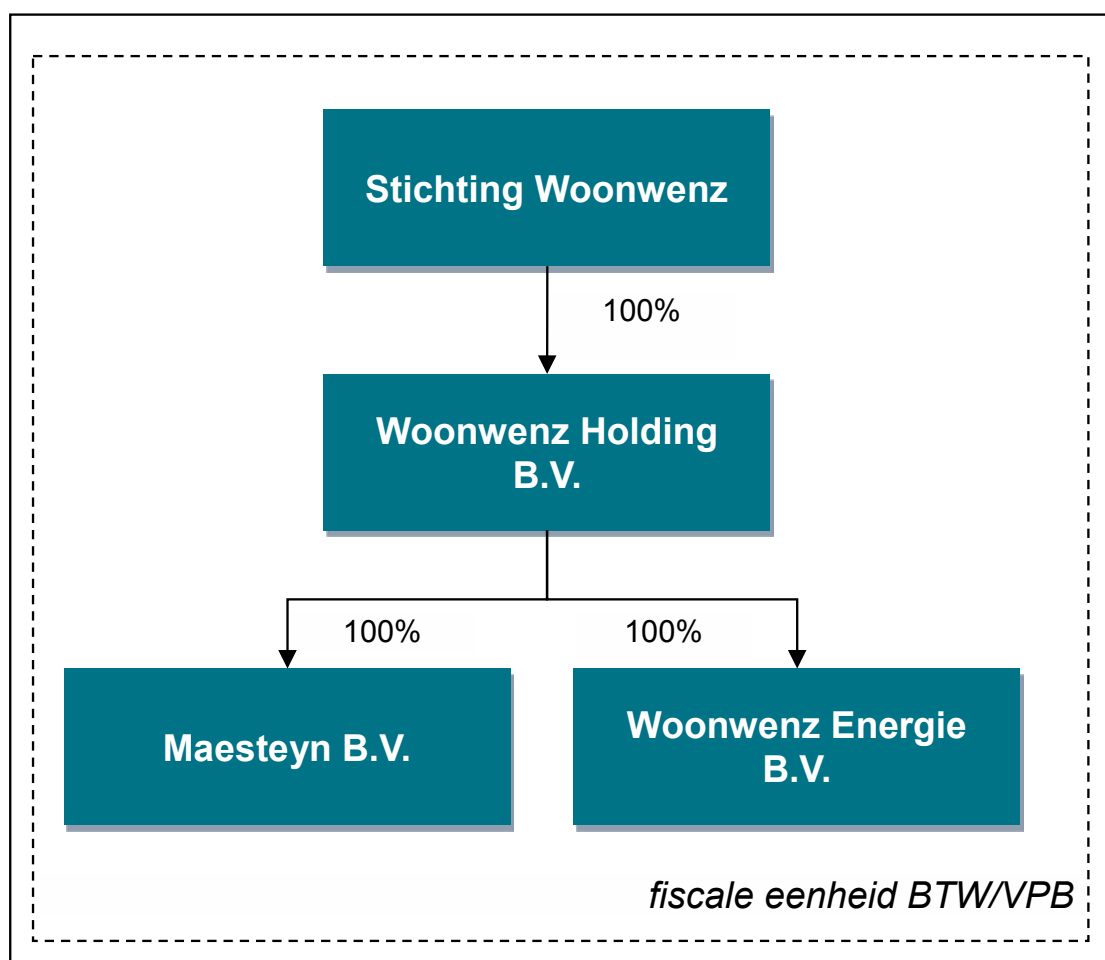 Stichting Woonwenz
100%
Woonwenz Holding
B.V.
100%
100%
Maesteyn B.V.
Woonwenz Energie
B.V.
fiscale eenheid BTW/VPB